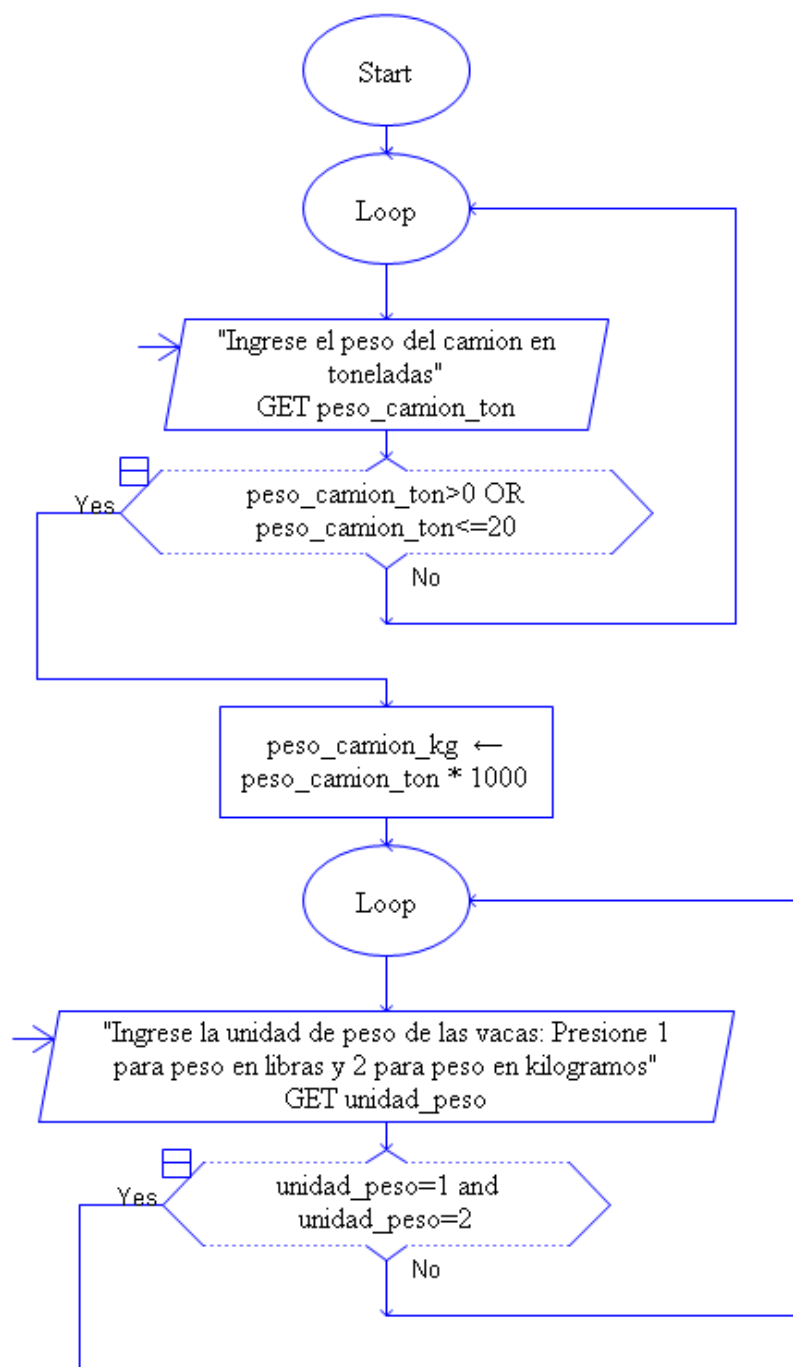 Start
Loop
"Ingrese el peso del camion en
toneladas"
GET peso_camion_ton
Yes
peso_camion_ton>0 OR
peso_camion_ton<=20
No
peso_camion_kg ←
peso_camion_ton * 1000
Loop
"Ingrese la unidad de peso de las vacas: Presione 1
para peso en libras y 2 para peso en kilogramos"
GET unidad_peso
Yes
unidad_peso=1 and
unidad_peso=2
No